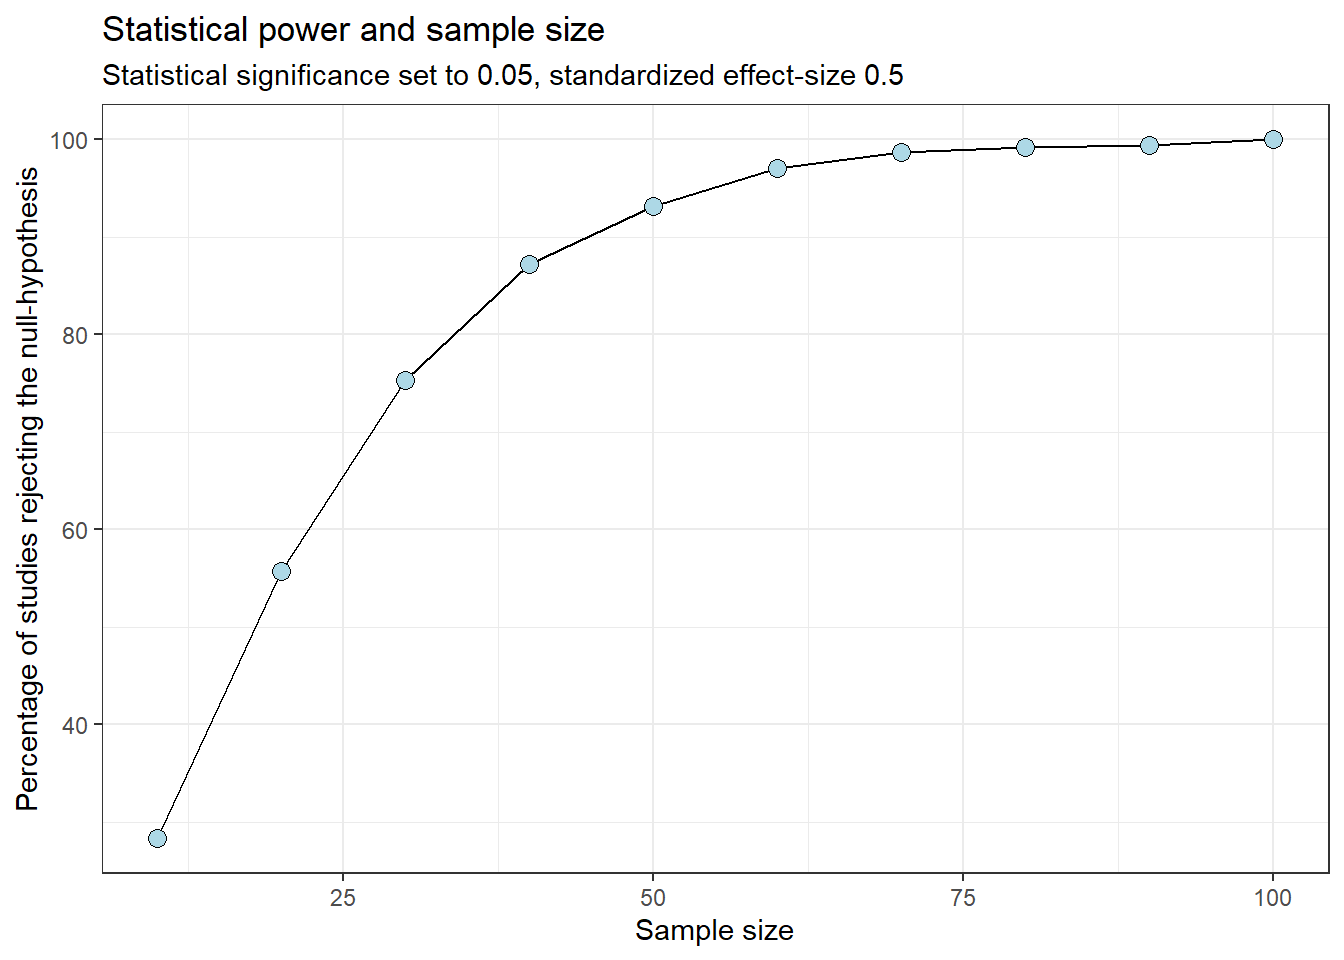 Statistical power and sample size
Statistical significance set to 0.05, standardized effect-size 0.5
Percentage of studies rejecting the null-hypothesis
100
80
60
40
25
50
75
100
Sample size